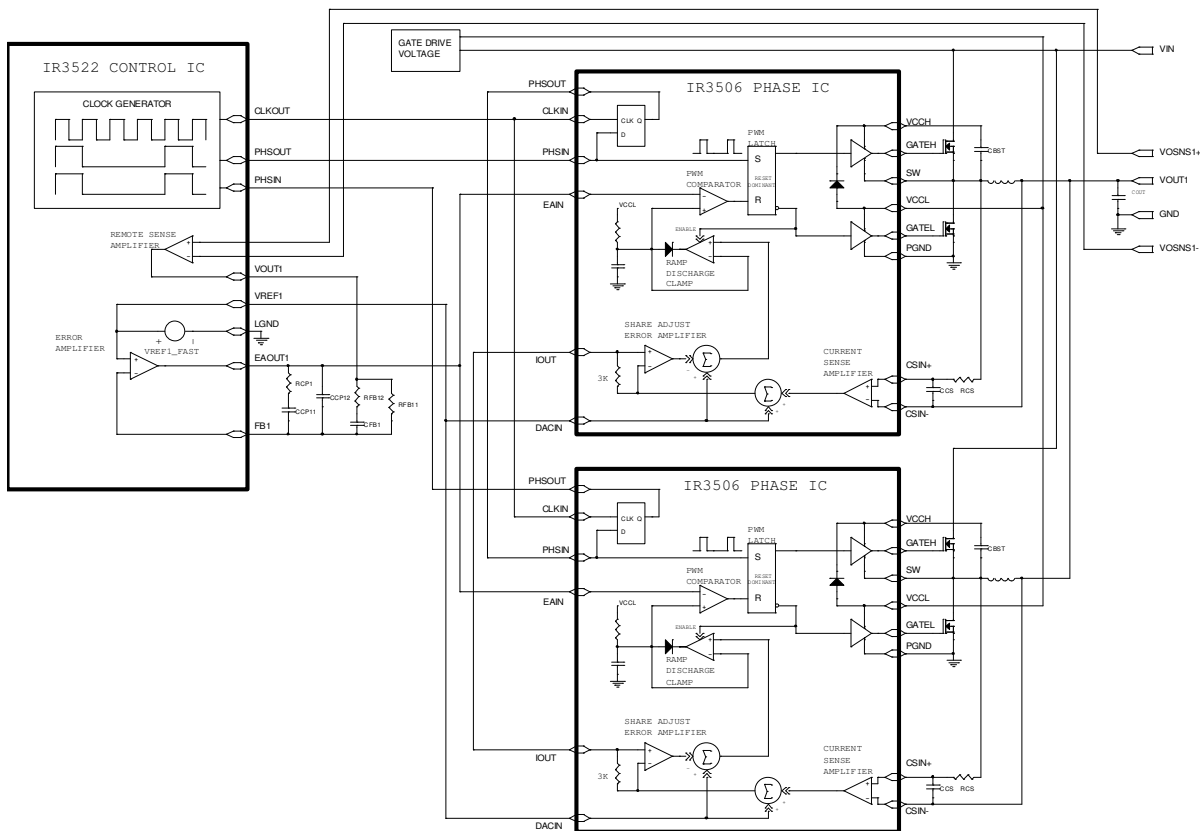 GATE DRIVE
VOLTAGE
VIN
IR3522 CONTROL IC
CLOCK GENERATOR
CLKOUT
PHSOUT
PHSIN
REMOTE SENSE
AMPLIFIER
VOUT1
VREF1
LGND
ERROR
AMPLIFIER
+
-
VREF1_FAST
EAOUT1
RCP1
CCP11
CCP12
RFB12
RFB11
CFB1
FB1
IR3506 PHASE IC
PHSOUT
CLKIN
PHSIN
EAIN
IOUT
DACIN
CLK Q
D
PWM
LATCH
S
RESET
DOMINANT
R
PWM
COMPARATOR
VCCL
ENABLE
RAMP
DISCHARGE
CLAMP
SHARE ADJUST
ERROR AMPLIFIER
3K
CURRENT
SENSE
AMPLIFIER
VCCH
GATEH
SW
VCCL
GATEL
PGND
CSIN+
CSIN-
CBST
CCS
RCS
VOSNS1+
VOUT1
COUT
GND
VOSNS1-
IR3506 PHASE IC
PHSOUT
CLKIN
PHSIN
EAIN
IOUT
DACIN
CLK Q
D
PWM
LATCH
S
RESET
DOMINANT
R
PWM
COMPARATOR
VCCL
ENABLE
RAMP
DISCHARGE
CLAMP
SHARE ADJUST
ERROR AMPLIFIER
3K
CURRENT
SENSE
AMPLIFIER
VCCH
GATEH
SW
VCCL
GATEL
PGND
CSIN+
CSIN-
CBST
CCS
RCS